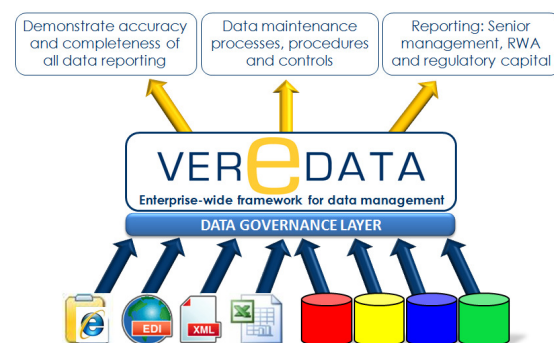 Demonstrate accuracy
and completeness of
all data reporting
Data maintenance
processes, procedures
and controls
Reporting: Senior
management, RWA
and regulatory capital
VEReDATA
Enterprise-wide framework for data management
DATA GOVERNANCE LAYER
EDI
XML